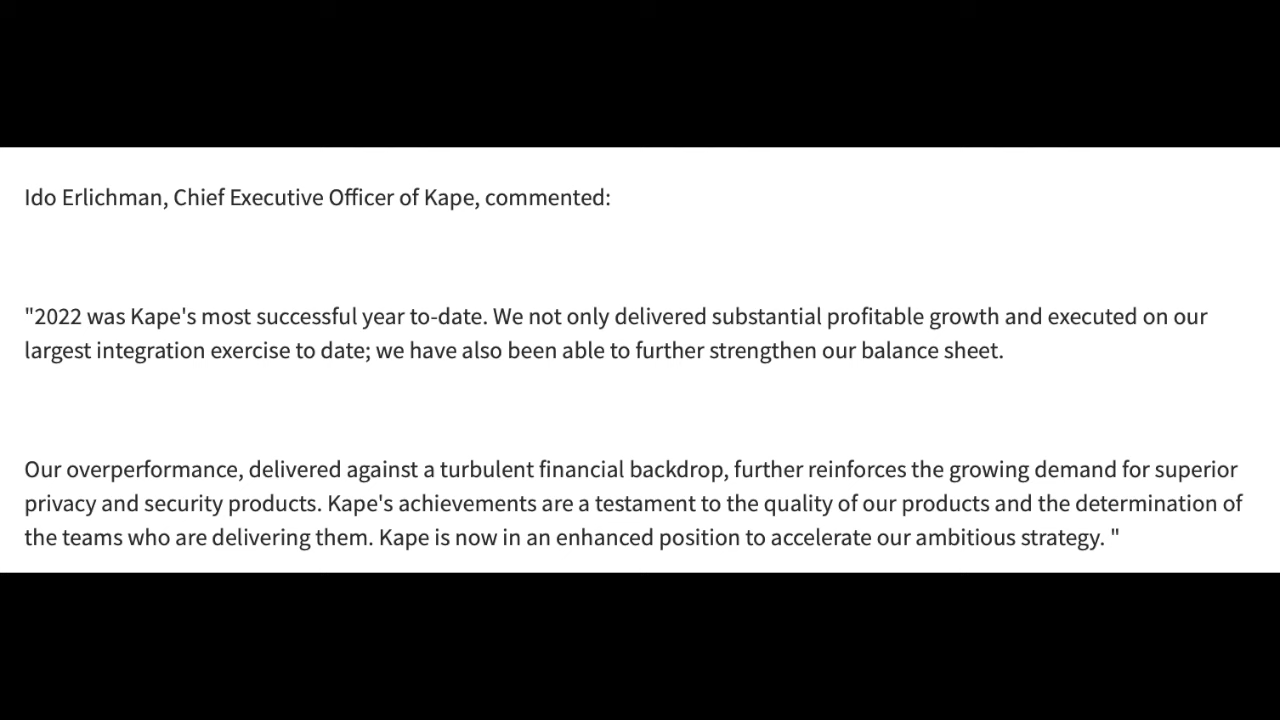 Ido Erlichman, Chief Executive Officer of Kape, commented:
"2022 was Kape's most successful year to-date. We not only delivered substantial profitable growth and executed on our
largest integration exercise to date; we have also been able to further strengthen our balance sheet.
Our overperformance, delivered against a turbulent financial backdrop, further reinforces the growing demand for superior
privacy and security products. Kape's achievements are a testament to the quality of our products and the determination of
the teams who are delivering them. Kape is now in an enhanced position to accelerate our ambitious strategy. "